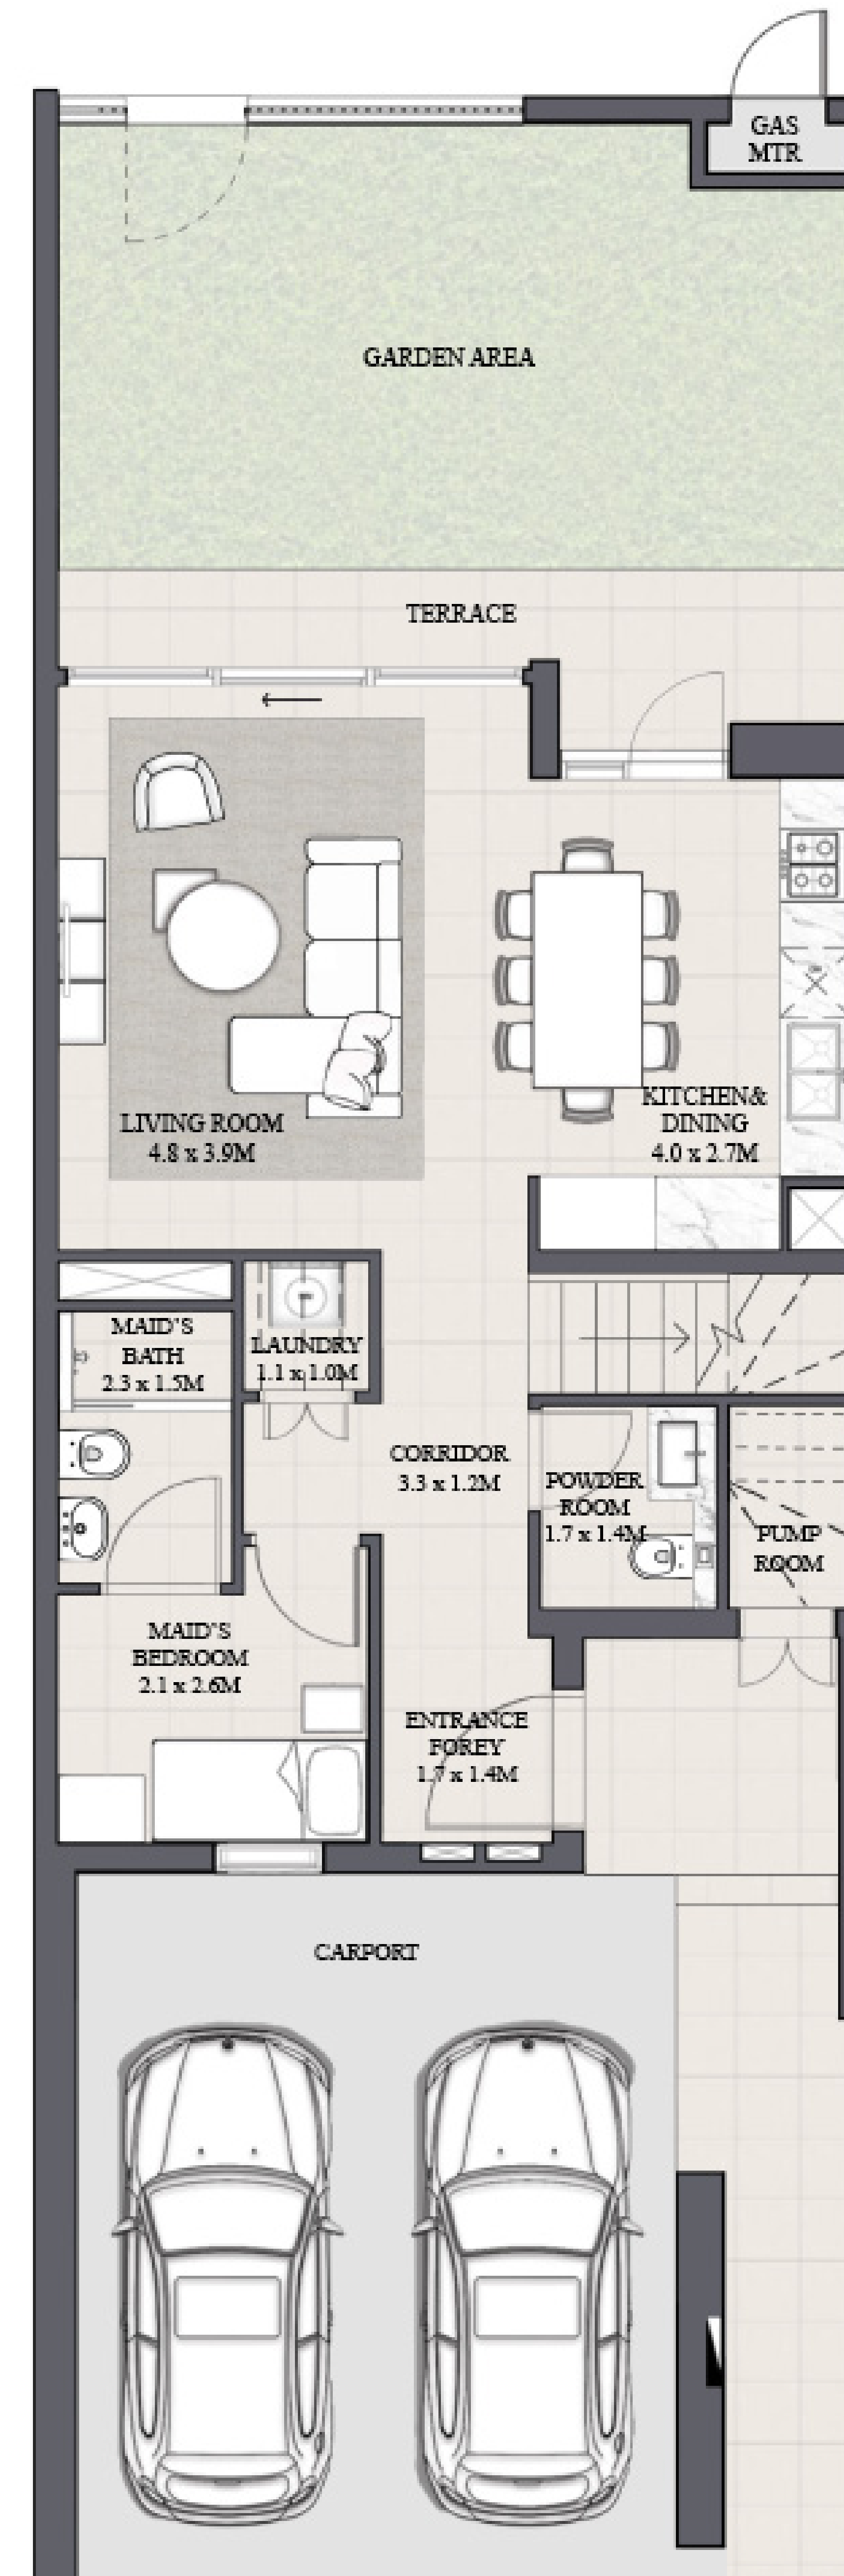 GAS
MTR
GARDEN AREA
TERRACE
LIVING ROOM
4.8 x 3.9M
KITCHEN&
DINING
4.0 x 2.7M
MAID'S
BATH
2.3 x 1.5M
LAUNDRY
1.1 x 1.0M
CORRIDOR
3.3 x 1.2M
POWDER
ROOM
1.7 x 1.4M
PUMP
ROOM
MAID'S
BEDROOM
2.1 x 2.6M
ENTRANCE
FOREY
1.7 x 1.4M
CARPORT